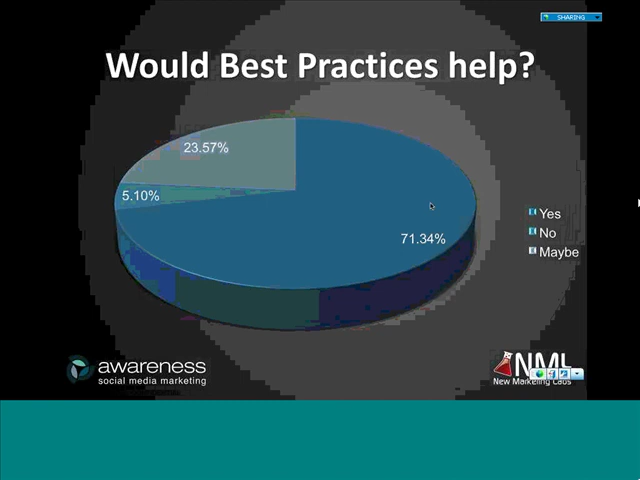 SHARING
Would Best Practices help?
23.57%
5.10%
71.34%
Yes
No
Maybe
awareness
social media marketing
NML
New Marketing Labs